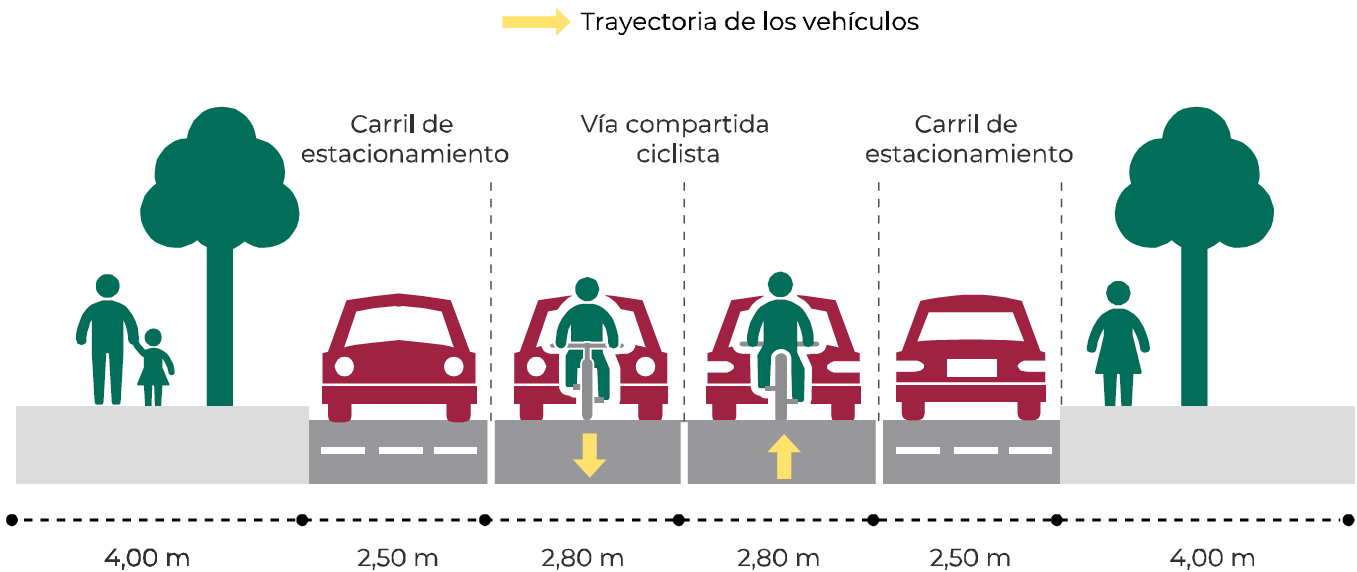 Trayectoria de los vehículos
Carril de
estacionamiento
Vía compartida
ciclista
Carril de
estacionamiento
4,00 m
2,50 m
2,80 m
2,80 m
2,50 m
4,00 m